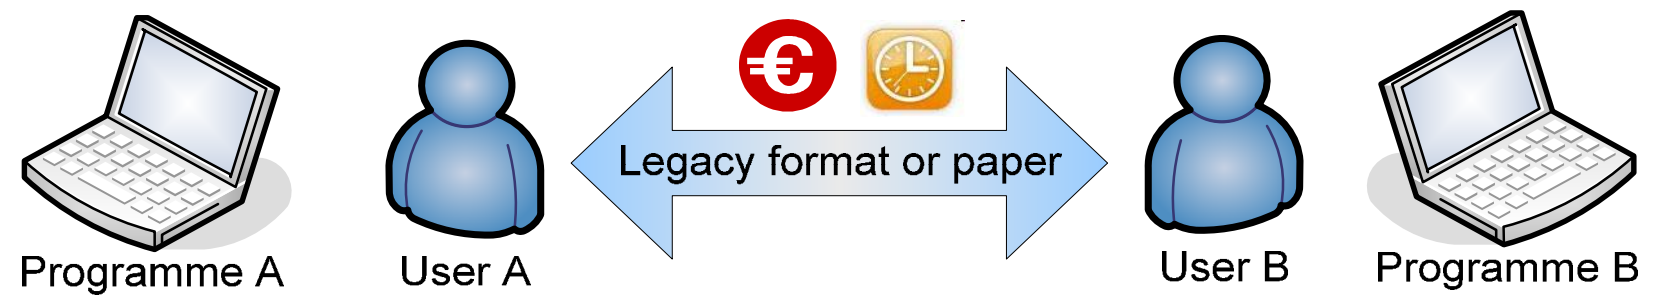 €
Legacy format or paper
Programme A
User A
User B
Programme B